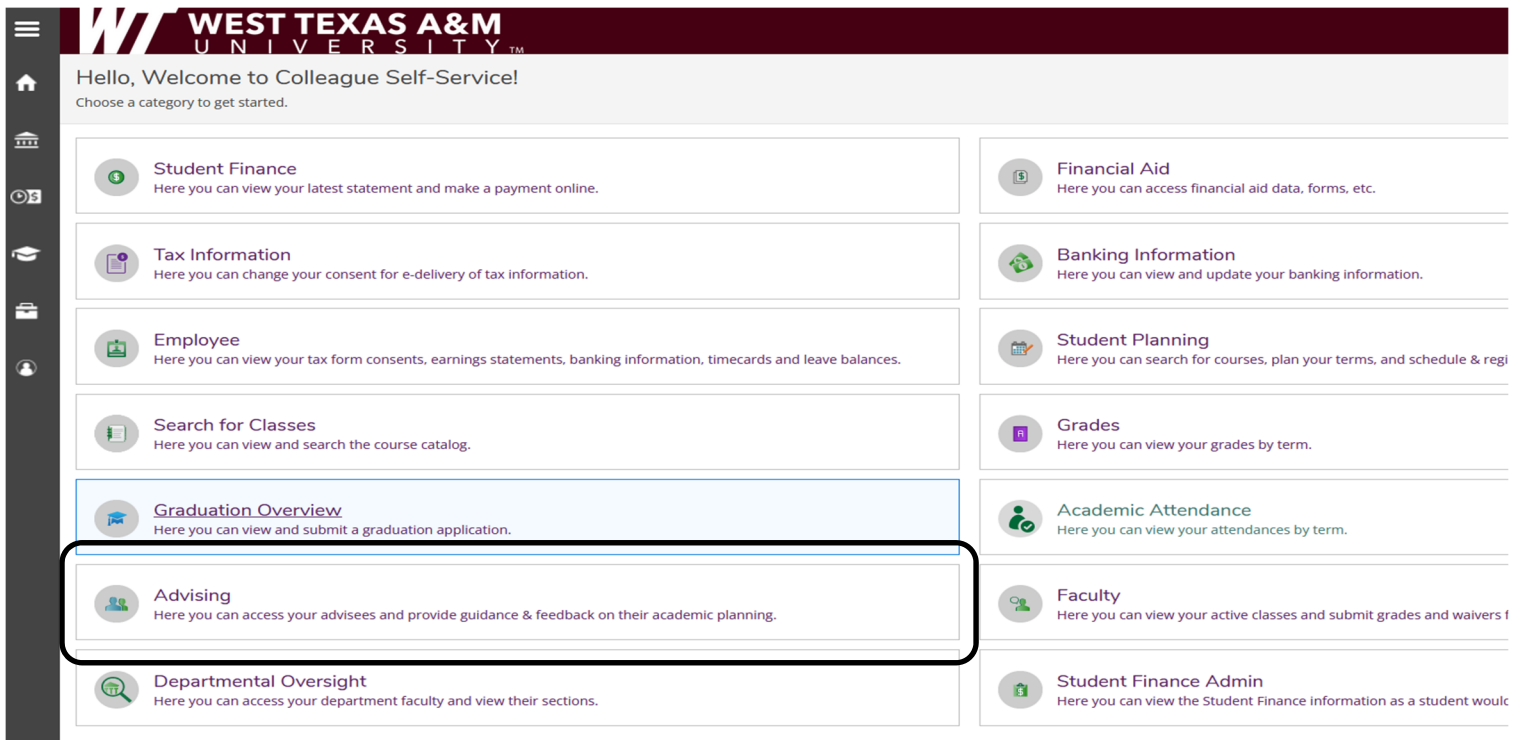 WT WEST TEXAS A&M
UNIVERSITY TM
Hello, Welcome to Colleague Self-Service!
Choose a category to get started.
Student Finance
Here you can view your latest statement and make a payment online.
Financial Aid
Here you can access financial aid data, forms, etc.
Tax Information
Here you can change your consent for e-delivery of tax information.
Banking Information
Here you can view and update your banking information.
Employee
Here you can view your tax form consents, earnings statements, banking information, timecards and leave balances.
Student Planning
Here you can search for courses, plan your terms, and schedule & regi
Search for Classes
Here you can view and search the course catalog.
Grades
Here you can view your grades by term.
Graduation Overview
Here you can view and submit a graduation application.
Academic Attendance
Here you can view your attendances by term.
Advising
Here you can access your advisees and provide guidance & feedback on their academic planning.
Faculty
Here you can view your active classes and submit grades and waivers f
Departmental Oversight
Here you can access your department faculty and view their sections.
Student Finance Admin
Here you can view the Student Finance information as a student would